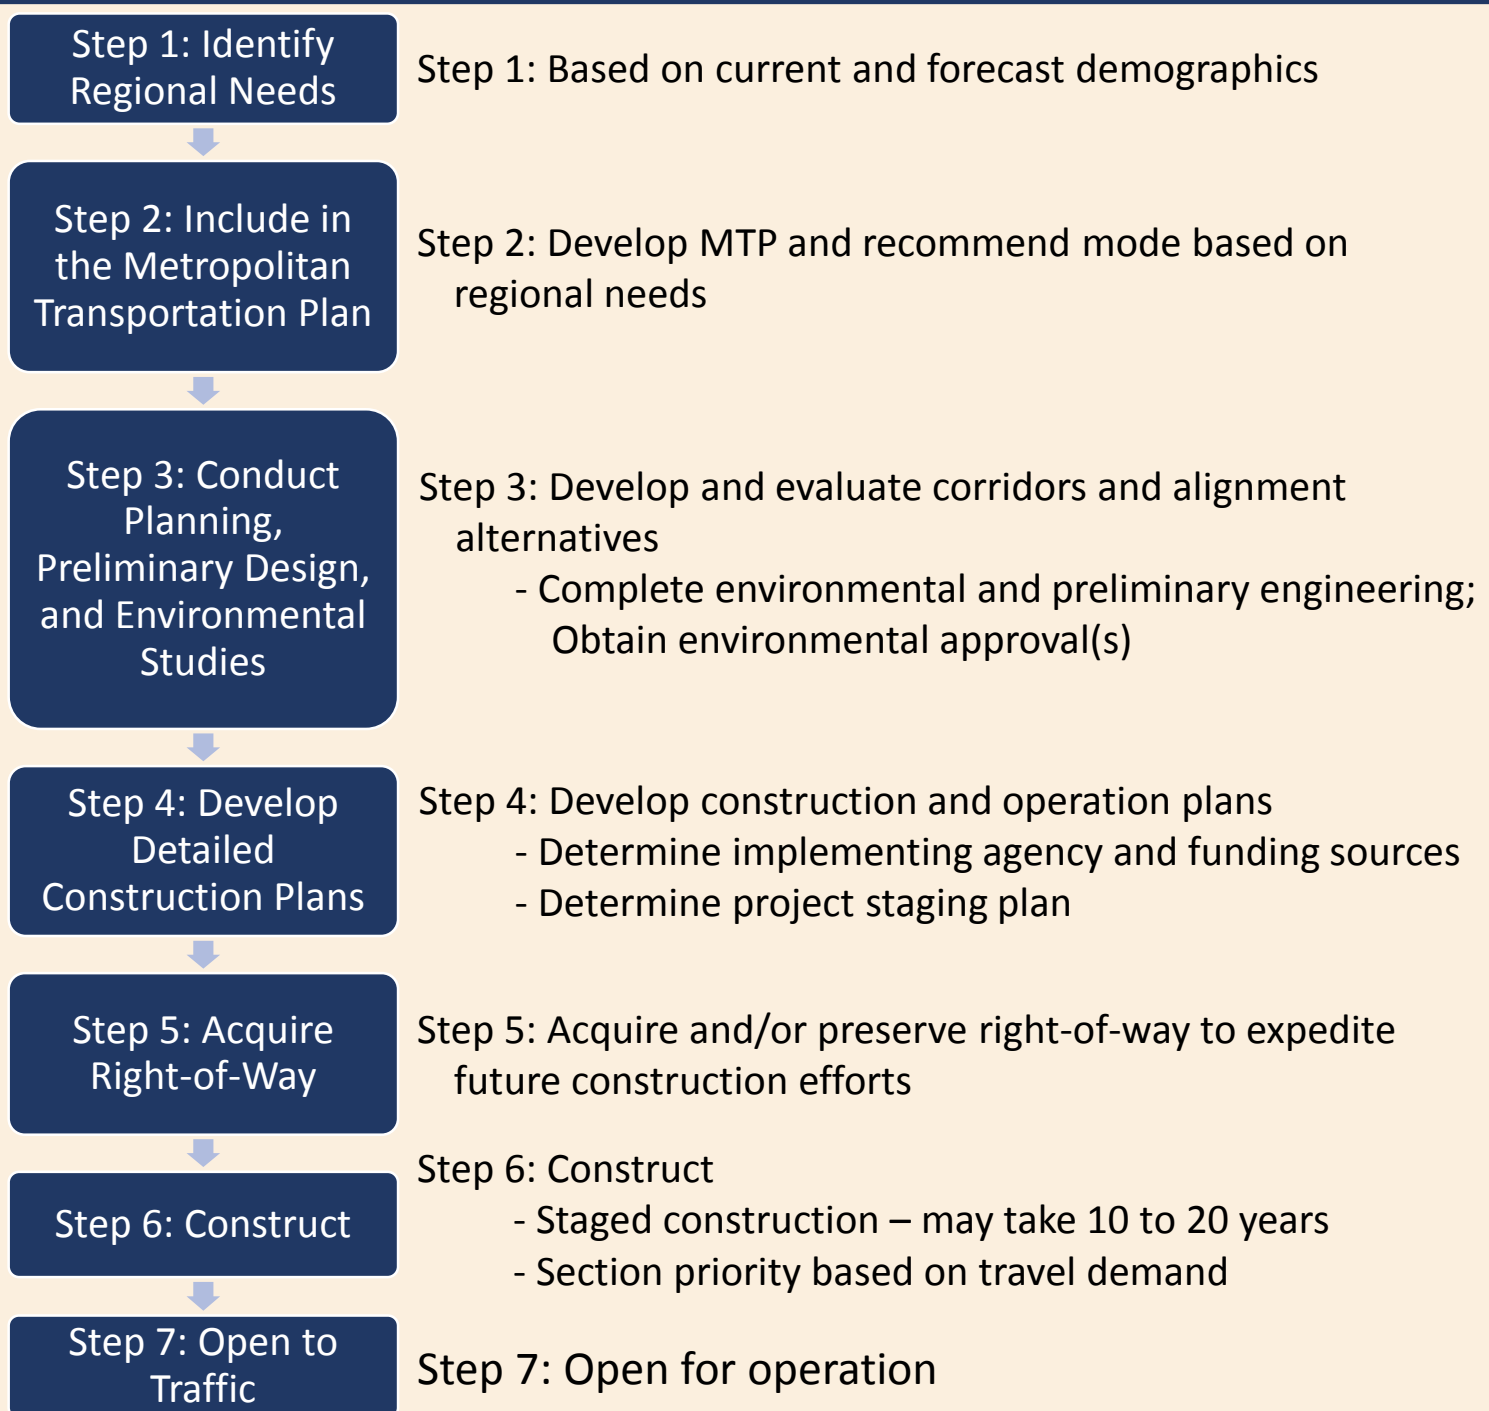 Step 1: Identify
Regional Needs
Step 1: Based on current and forecast demographics
Step 2: Include in
the Metropolitan
Transportation Plan
Step 2: Develop MTP and recommend mode based on
regional needs
Step 3: Conduct
Planning,
Preliminary Design,
and Environmental
Studies
Step 3: Develop and evaluate corridors and alignment
alternatives
- Complete environmental and preliminary engineering;
Obtain environmental approval(s)
Step 4: Develop
Detailed
Construction Plans
Step 4: Develop construction and operation plans
- Determine implementing agency and funding sources
- Determine project staging plan
Step 5: Acquire
Right-of-Way
Step 5: Acquire and/or preserve right-of-way to expedite
future construction efforts
Step 6: Construct
Step 6: Construct
- Staged construction – may take 10 to 20 years
- Section priority based on travel demand
Step 7: Open to
Traffic
Step 7: Open for operation